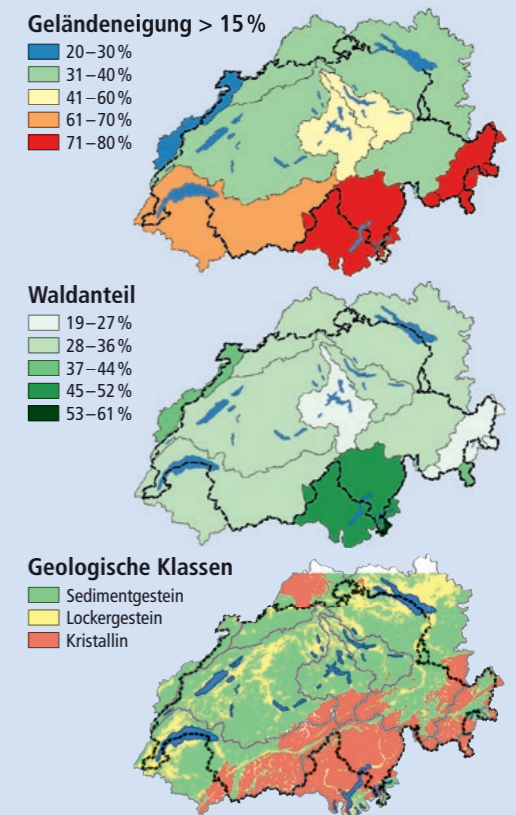 Geländeneigung > 15 %
20–30 %
31–40 %
41–60 %
61–70 %
71–80 %
Waldanteil
19–27 %
28–36 %
37–44 %
45–52 %
53–61 %
Geologische Klassen
Sedimentgestein
Lockergestein
Kristallin